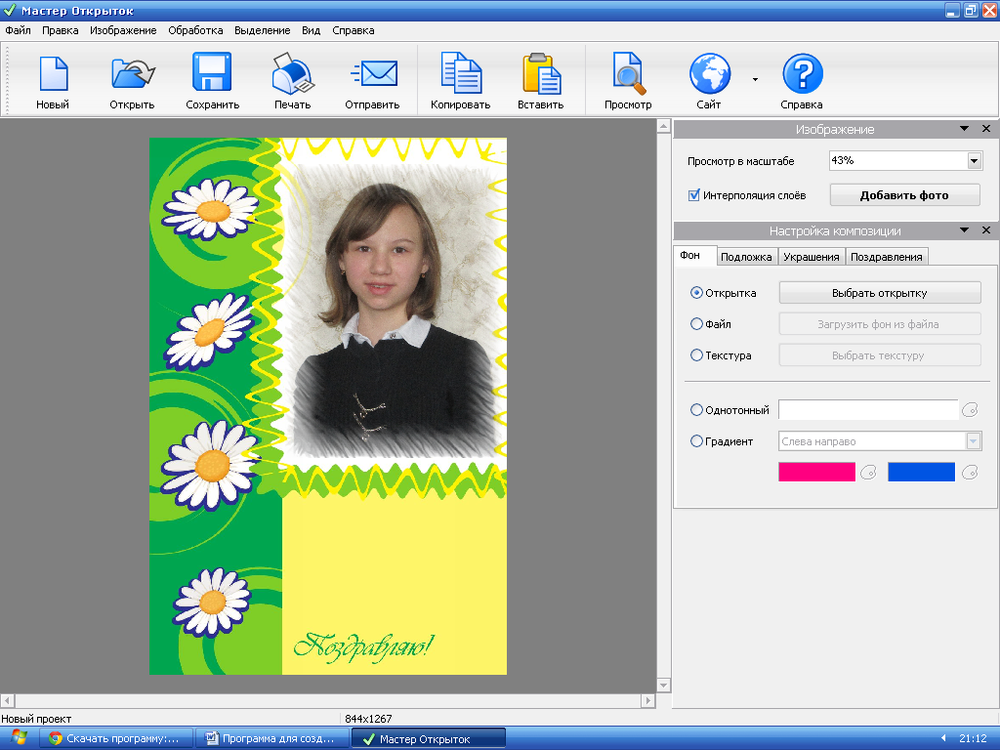 Мастер Открыток
Файл Правка Изображение Обработка Выделение Вид Справка
Новый Открыть Сохранить Печать Отправить Копировать Вставить Просмотр Сайт Справка
Изображение
Просмотр в масштабе 43%
Интерполяция слоёв Добавить фото
Настройка композиции
Фон Подложка Украшения Поздравления
Открытка Выбрать открытку
Файл Загрузить фон из файла
Текстура Выбрать текстуру
Однотонный
Градиент Слева направо
Поздравляю!
Новый проект 844x1267
Скачать программу:... Программа для созд... Мастер Открыток 21:12